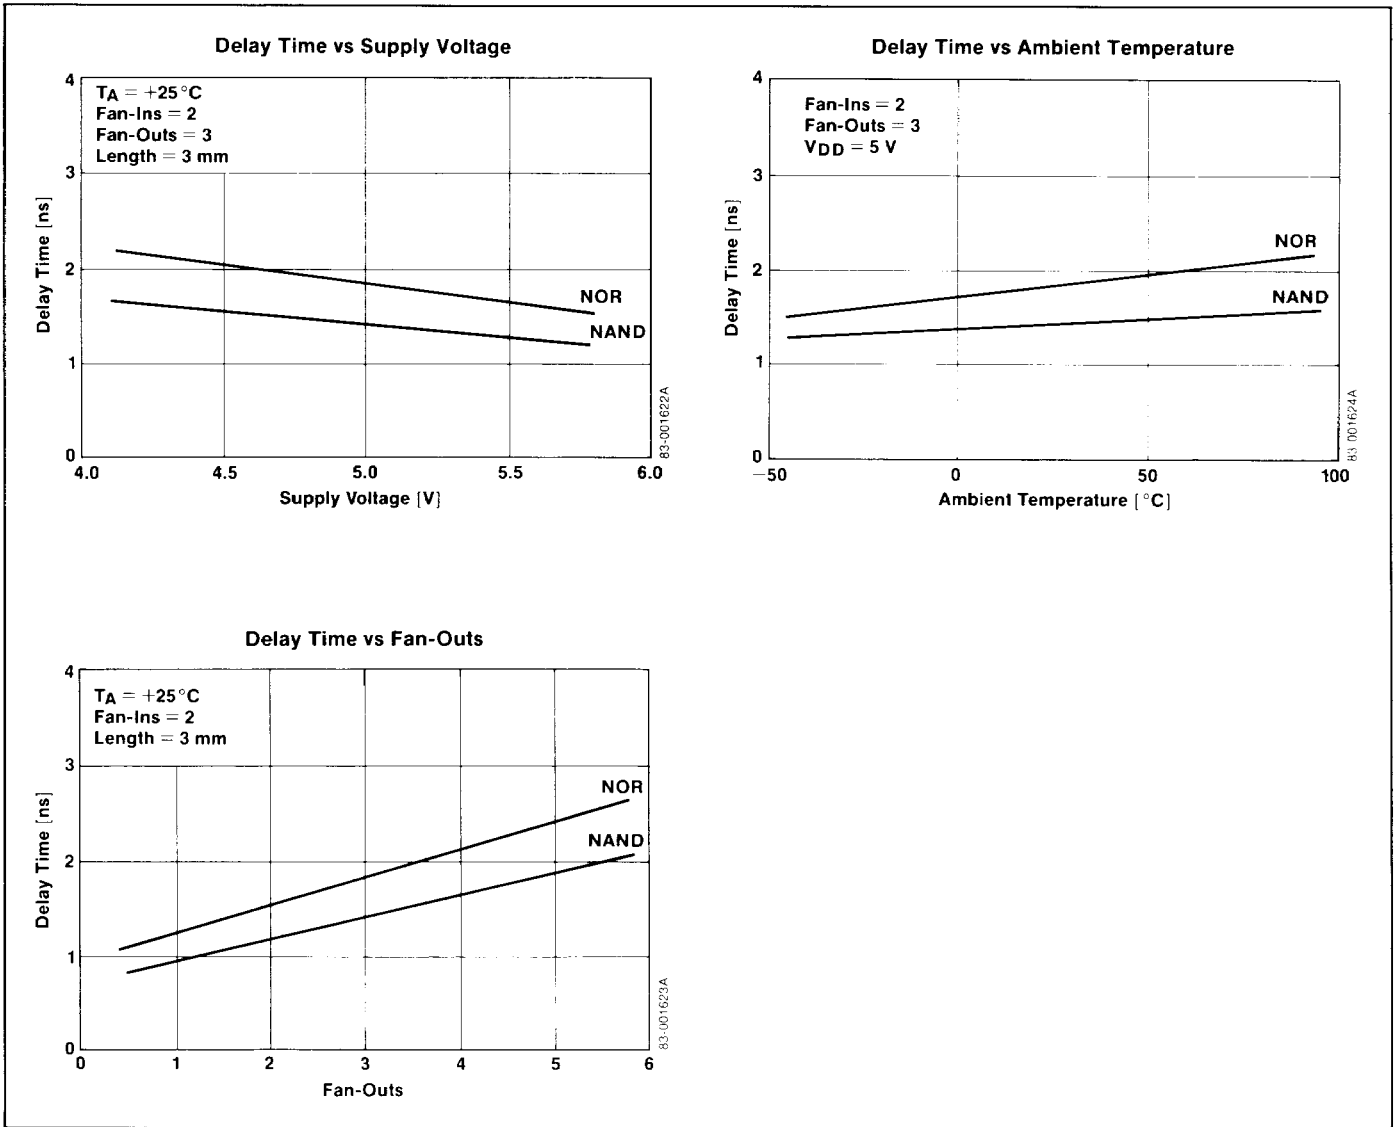 Delay Time vs Supply Voltage
4
3
2
1
0
Delay Time [ns]
TA = +25°C
Fan-Ins = 2
Fan-Outs = 3
Length = 3 mm
NOR
NAND
4.0 4.5 5.0 5.5 6.0
Supply Voltage [V]
83-001622A
Delay Time vs Ambient Temperature
4
3
2
1
0
Delay Time [ns]
Fan-Ins = 2
Fan-Outs = 3
VDD = 5 V
NOR
NAND
−50 0 50 100
Ambient Temperature [°C]
83-001624A
Delay Time vs Fan-Outs
4
3
2
1
0
Delay Time [ns]
TA = +25°C
Fan-Ins = 2
Length = 3 mm
NOR
NAND
0 1 2 3 4 5 6
Fan-Outs
83-001623A